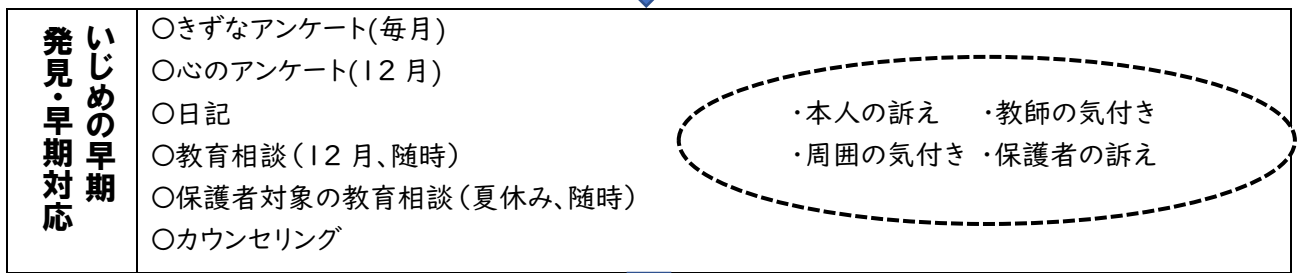 いじめの早期
発見・早期対応
○きずなアンケート(毎月)
○心のアンケート(12月)
○日記
○教育相談(12月、随時)
○保護者対象の教育相談(夏休み、随時)
○カウンセリング
・本人の訴え ・教師の気付き
・周囲の気付き ・保護者の訴え